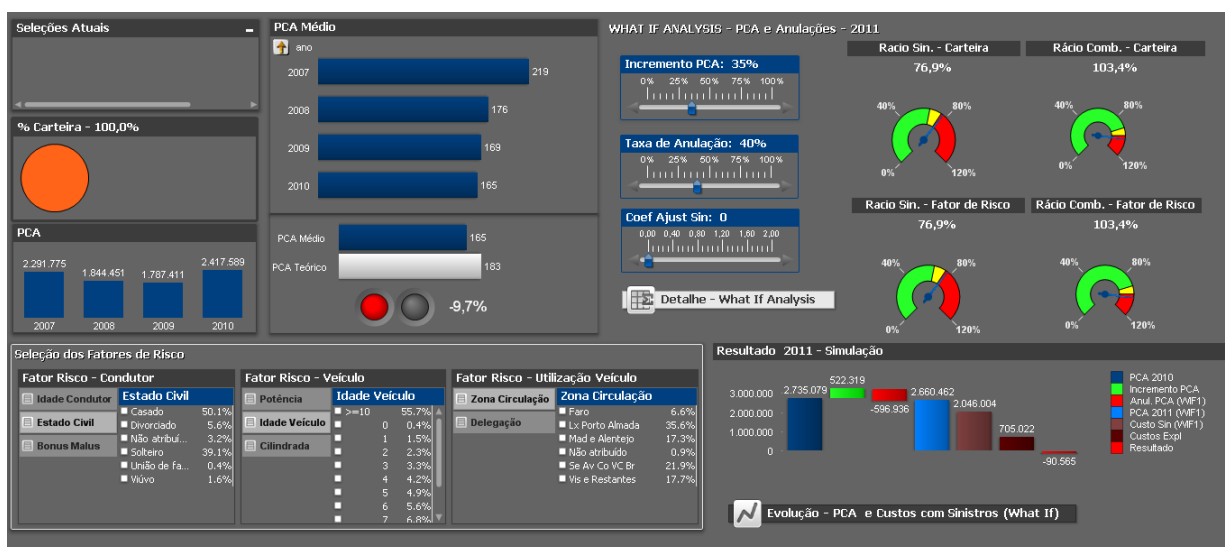 Seleções Atuais
% Carteira - 100,0%
PCA
2.291.775
1.844.451
1.787.411
2.417.589
2007
2008
2009
2010
PCA Médio
ano
2007
219
2008
176
2009
169
2010
165
PCA Médio
165
PCA Teórico
183
-9,7%
WHAT IF ANALYSIS - PCA e Anulações - 2011
Incremento PCA: 35%
0% 25% 50% 75% 100%
Taxa de Anulação: 40%
0% 25% 50% 75% 100%
Coef Ajust Sin: 0
0,00 0,40 0,80 1,20 1,60 2,00
Detalhe - What If Analysis
Racio Sin. - Carteira
76,9%
40% 80%
0% 120%
Rácio Comb. - Carteira
103,4%
40% 80%
0% 120%
Racio Sin. - Fator de Risco
76,9%
40% 80%
0% 120%
Rácio Comb. - Fator de Risco
103,4%
40% 80%
0% 120%
Seleção dos Fatores de Risco
Fator Risco - Condutor
Idade Condutor
Estado Civil
Bonus Malus
Estado Civil
Casado 50.1%
Divorciado 5.6%
Não atribuí... 3.2%
Solteiro 39.1%
União de fa... 0.4%
Viúvo 1.6%
Fator Risco - Veículo
Potência
Idade Veículo
Cilindrada
Idade Veículo
>=10 55.7%
0 0.4%
1 1.5%
2 2.3%
3 3.3%
4 4.2%
5 4.9%
6 5.6%
7 6.8%
Fator Risco - Utilização Veículo
Zona Circulação
Delegação
Zona Circulação
Faro 6.6%
Lx Porto Almada 35.6%
Mad e Alentejo 17.3%
Não atribuído 0.9%
Se Av Co VC Br 21.9%
Vis e Restantes 17.7%
Resultado 2011 - Simulação
3.000.000
2.000.000
1.000.000
0
2.735.079
522.319
-596.936
2.660.462
2.046.004
705.022
-90.565
PCA 2010
Incremento PCA
Anul. PCA (WIF1)
PCA 2011 (WIF1)
Custo Sin (WIF1)
Custos Expl
Resultado
Evolução - PCA e Custos com Sinistros (What If)